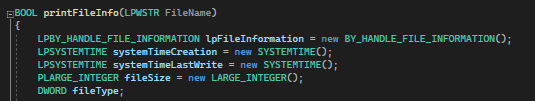 BOOL printFileInfo(LPWSTR FileName)
{
LPBY_HANDLE_FILE_INFORMATION lpFileInformation = new BY_HANDLE_FILE_INFORMATION();
LPSYSTEMTIME systemTimeCreation = new SYSTEMTIME();
LPSYSTEMTIME systemTimeLastWrite = new SYSTEMTIME();
PLARGE_INTEGER fileSize = new LARGE_INTEGER();
DWORD fileType;